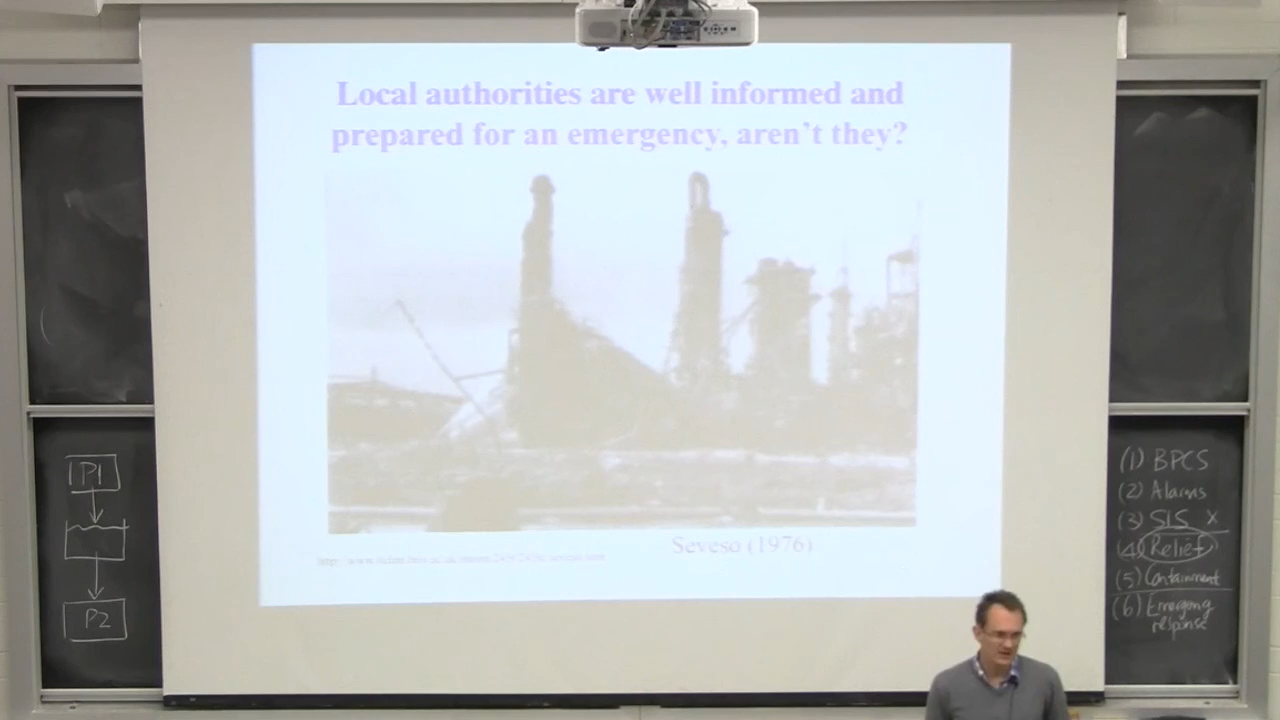 Local authorities are well informed and
prepared for an emergency, aren't they?
Seveso (1976)
P1
P2
(1) BPCS
(2) Alarms
(3) SIS X
(4) Relief
(5) Containment
(6) Emergency
response